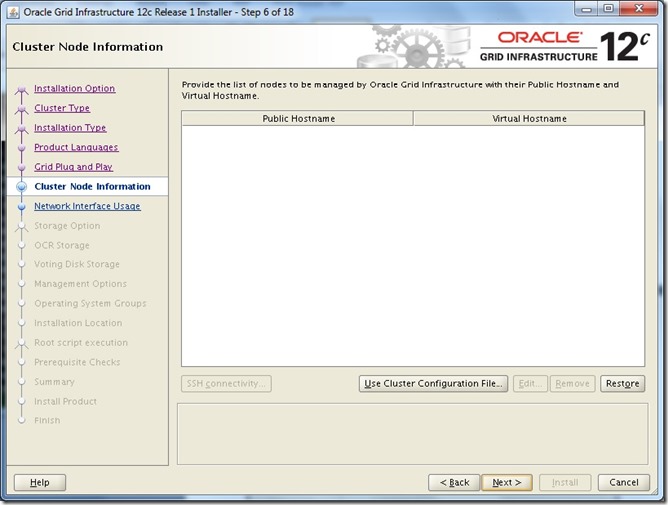 Oracle Grid Infrastructure 12c Release 1 Installer - Step 6 of 18
Cluster Node Information
ORACLE
GRID INFRASTRUCTURE
12c
Installation Option
Cluster Type
Installation Type
Product Languages
Grid Plug and Play
Cluster Node Information
Network Interface Usage
Storage Option
OCR Storage
Voting Disk Storage
Management Options
Operating System Groups
Installation Location
Root script execution
Prerequisite Checks
Summary
Install Product
Finish
Provide the list of nodes to be managed by Oracle Grid Infrastructure with their Public Hostname and
Virtual Hostname.
Public Hostname Virtual Hostname
SSH connectivity... Use Cluster Configuration File... Edit... Remove Restore
Help < Back Next > Install Cancel